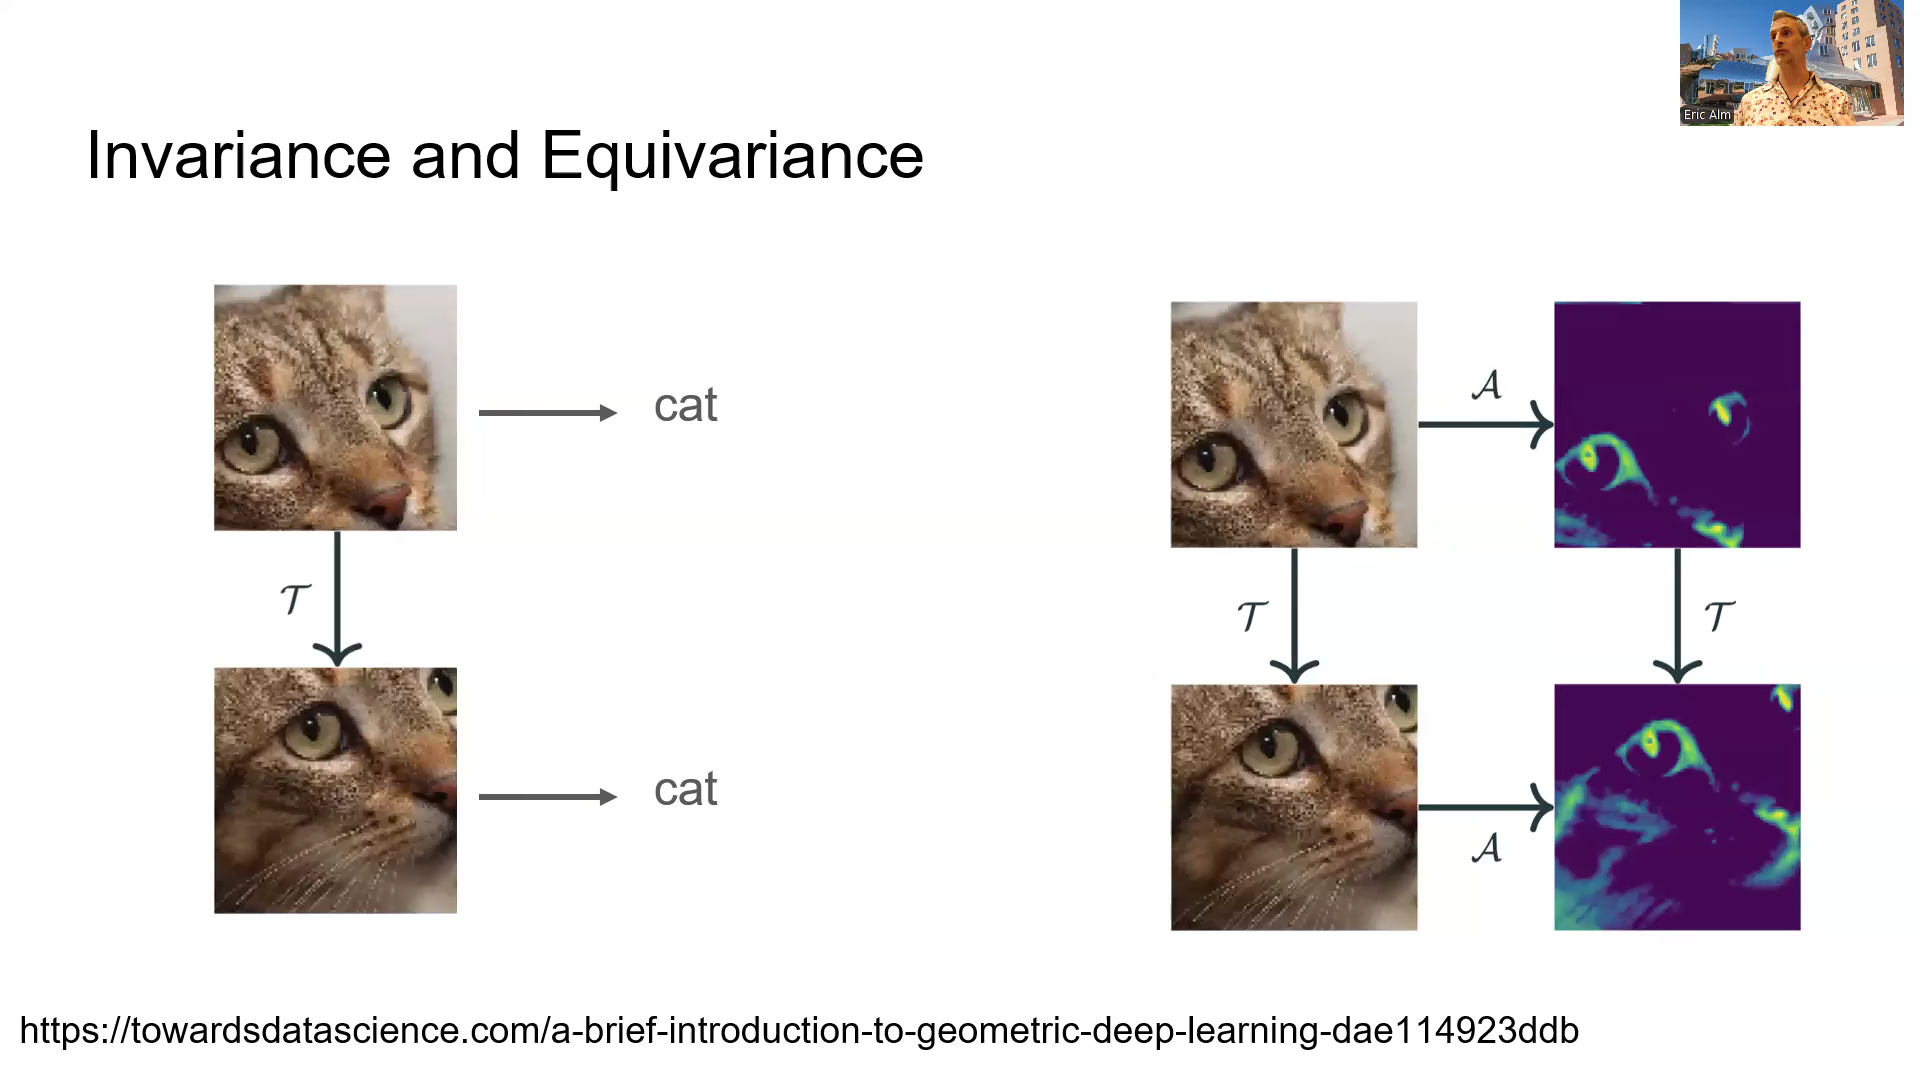 Eric Alm
Invariance and Equivariance
cat
𝒯
cat
𝒜
𝒯
𝒯
𝒜
https://towardsdatascience.com/a-brief-introduction-to-geometric-deep-learning-dae114923ddb